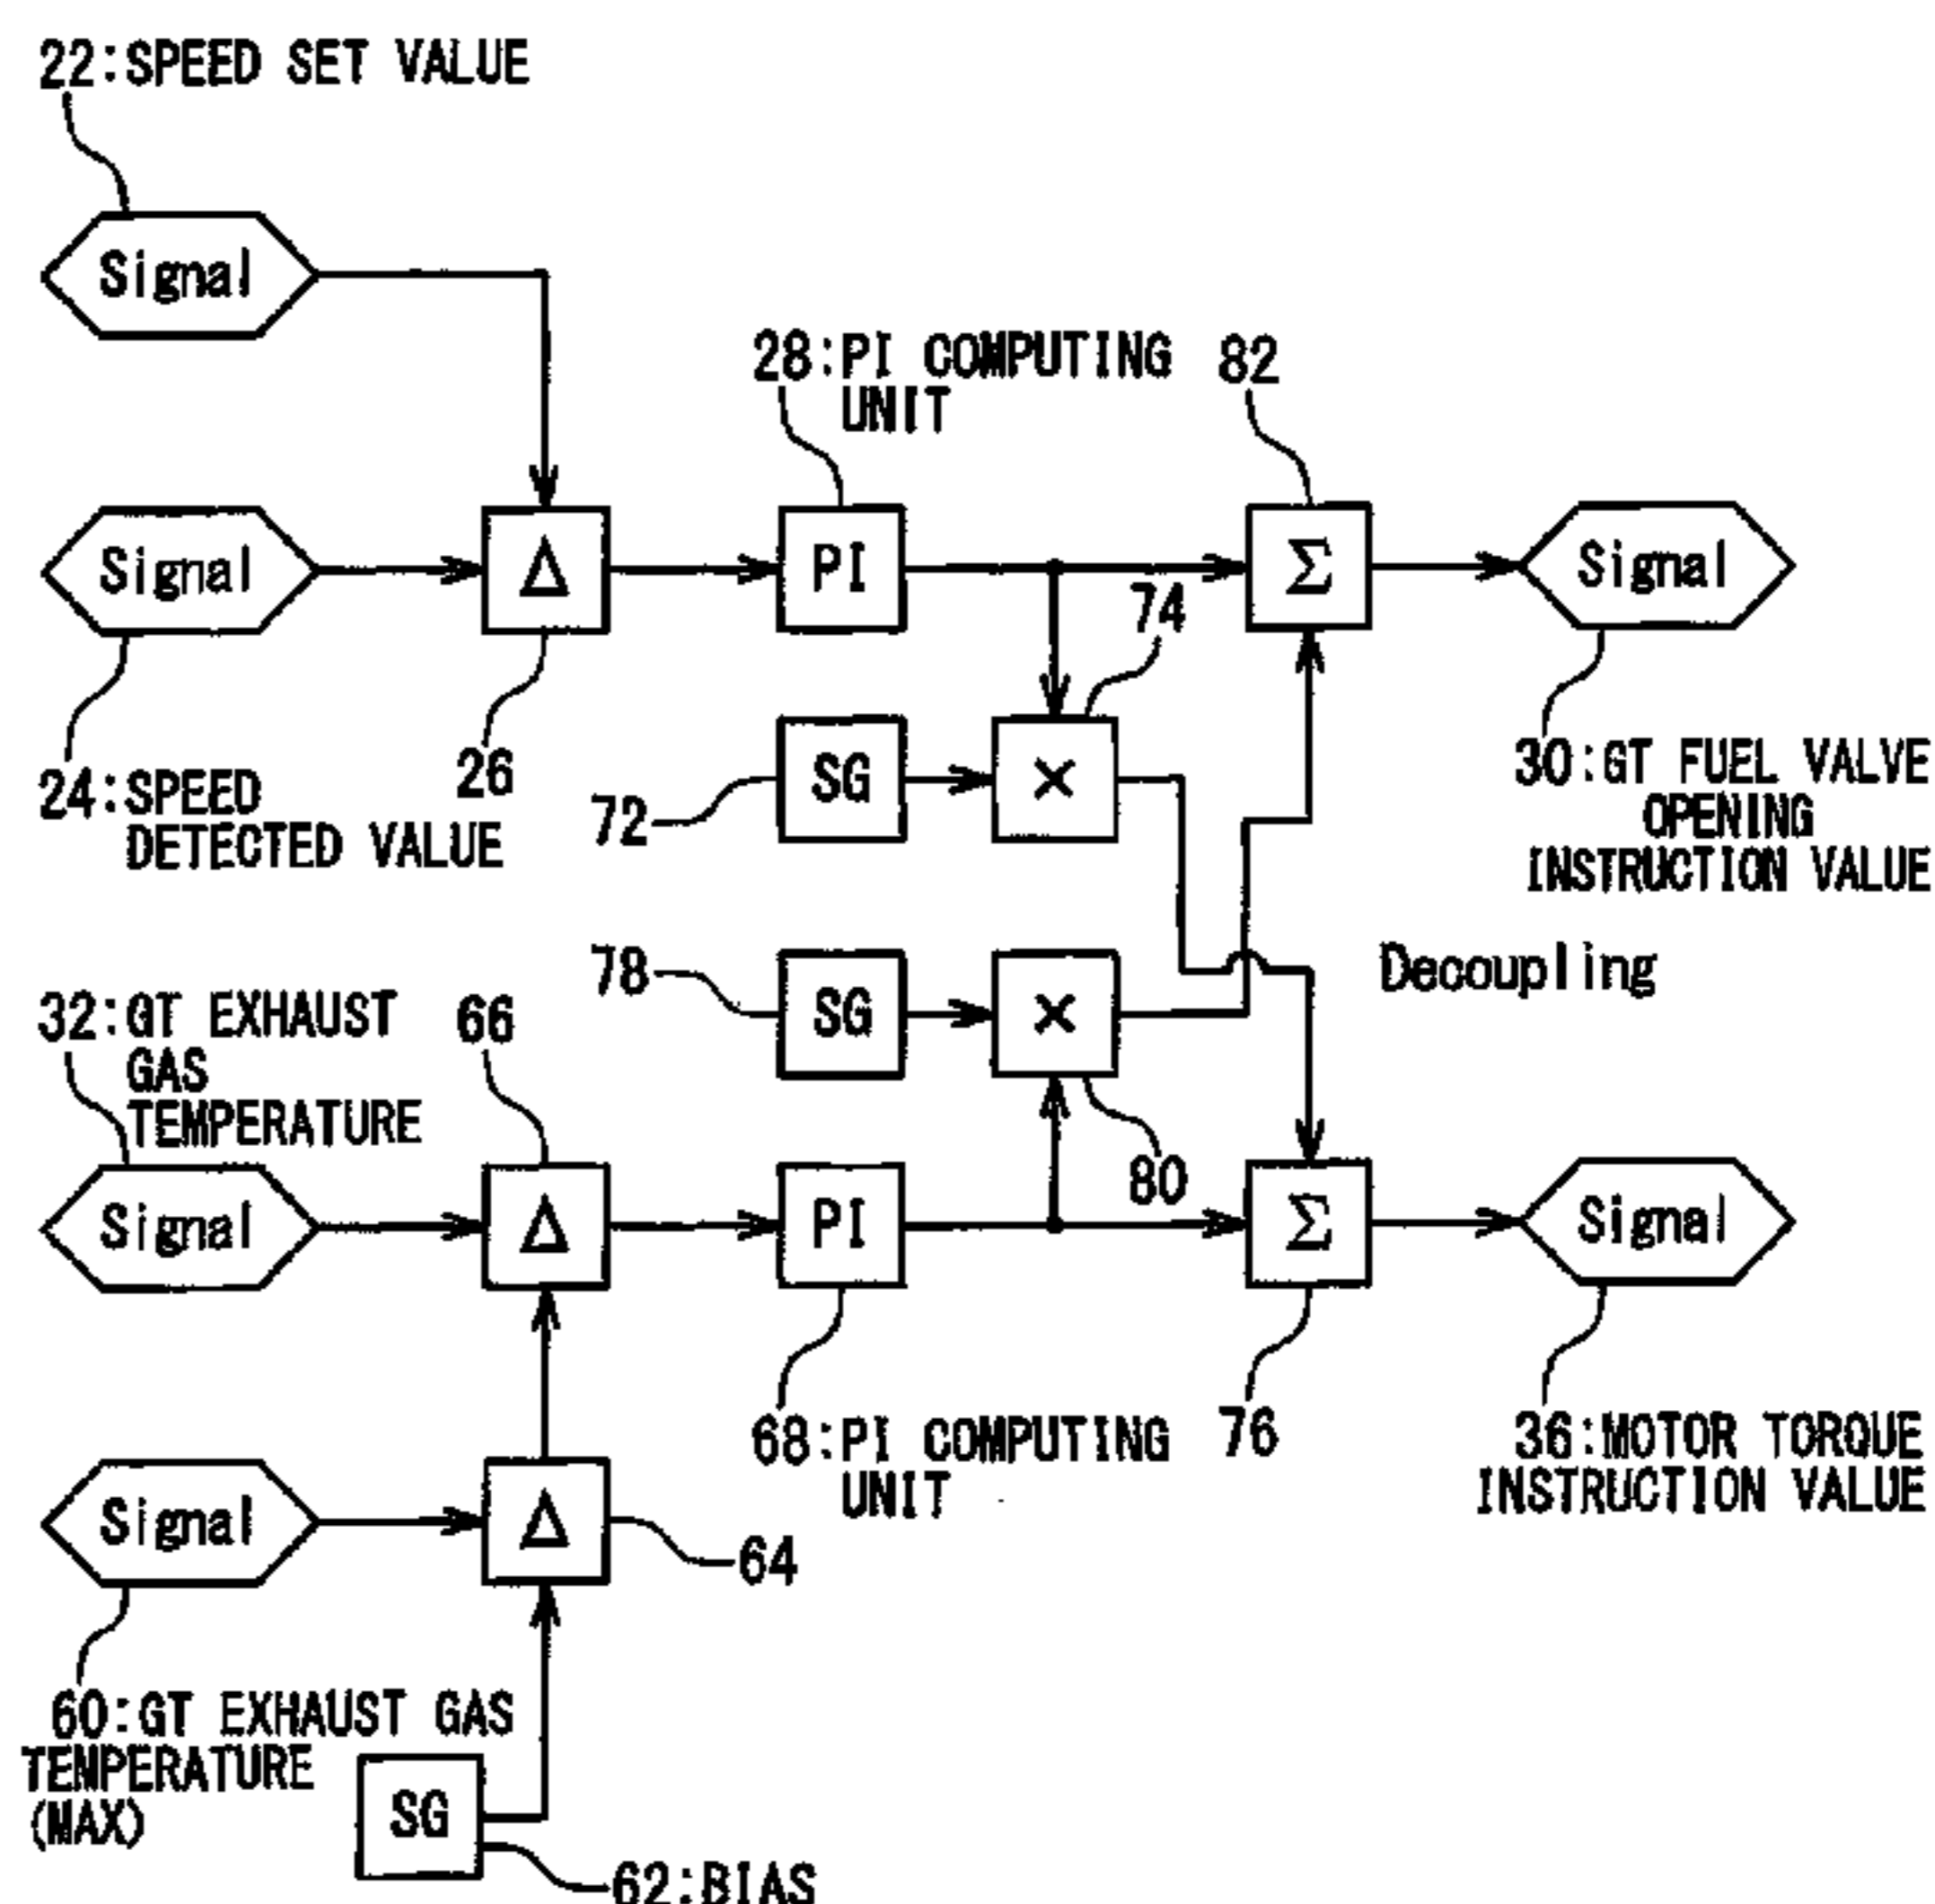 22:SPEED SET VALUE
Signal
28:PI COMPUTING
UNIT
82
Signal
Δ
PI
Σ
Signal
74
24:SPEED
DETECTED VALUE
26
72
SG
×
30:GT FUEL VALVE
OPENING
INSTRUCTION VALUE
78
SG
×
Decoupling
32:GT EXHAUST
GAS
TEMPERATURE
66
80
Signal
Δ
PI
Σ
Signal
68:PI COMPUTING
UNIT
76
36:MOTOR TORQUE
INSTRUCTION VALUE
Signal
Δ
64
60:GT EXHAUST GAS
TEMPERATURE
(MAX)
SG
62:BIAS